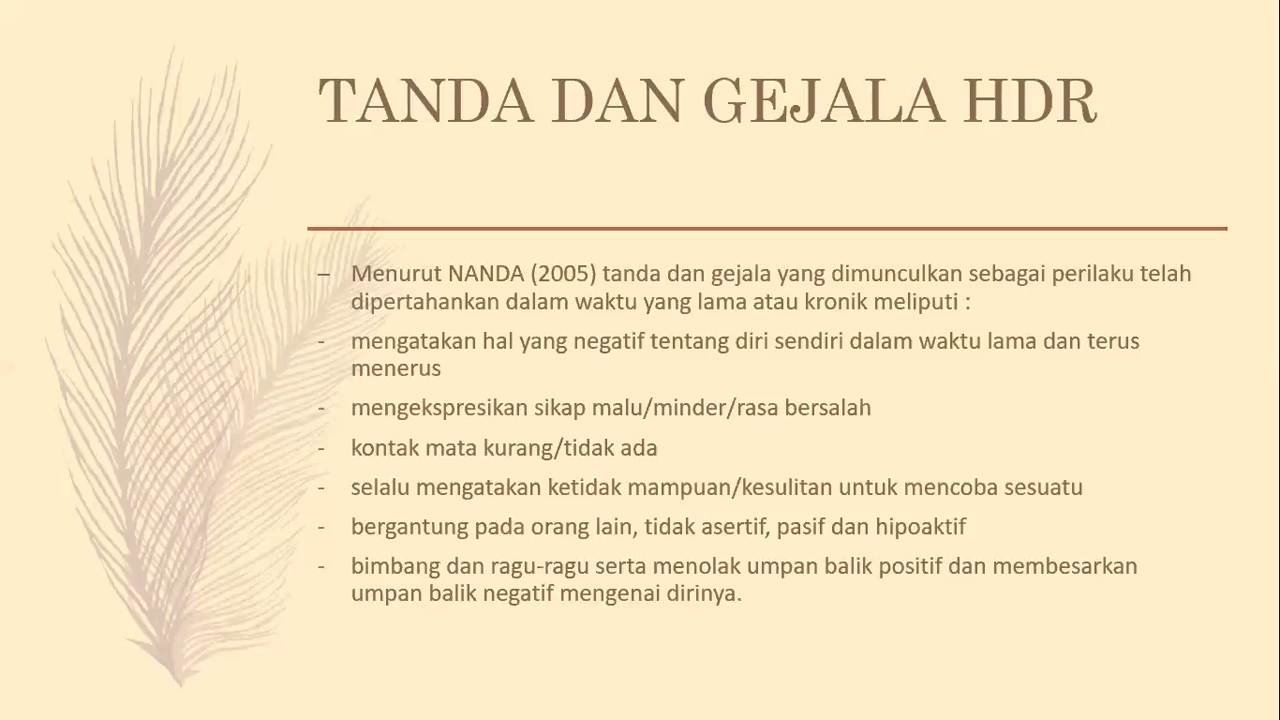 TANDA DAN GEJALA HDR
– Menurut NANDA (2005) tanda dan gejala yang dimunculkan sebagai perilaku telah
dipertahankan dalam waktu yang lama atau kronik meliputi :
- mengatakan hal yang negatif tentang diri sendiri dalam waktu lama dan terus
menerus
- mengekspresikan sikap malu/minder/rasa bersalah
- kontak mata kurang/tidak ada
- selalu mengatakan ketidak mampuan/kesulitan untuk mencoba sesuatu
- bergantung pada orang lain, tidak asertif, pasif dan hipoaktif
- bimbang dan ragu-ragu serta menolak umpan balik positif dan membesarkan
umpan balik negatif mengenai dirinya.